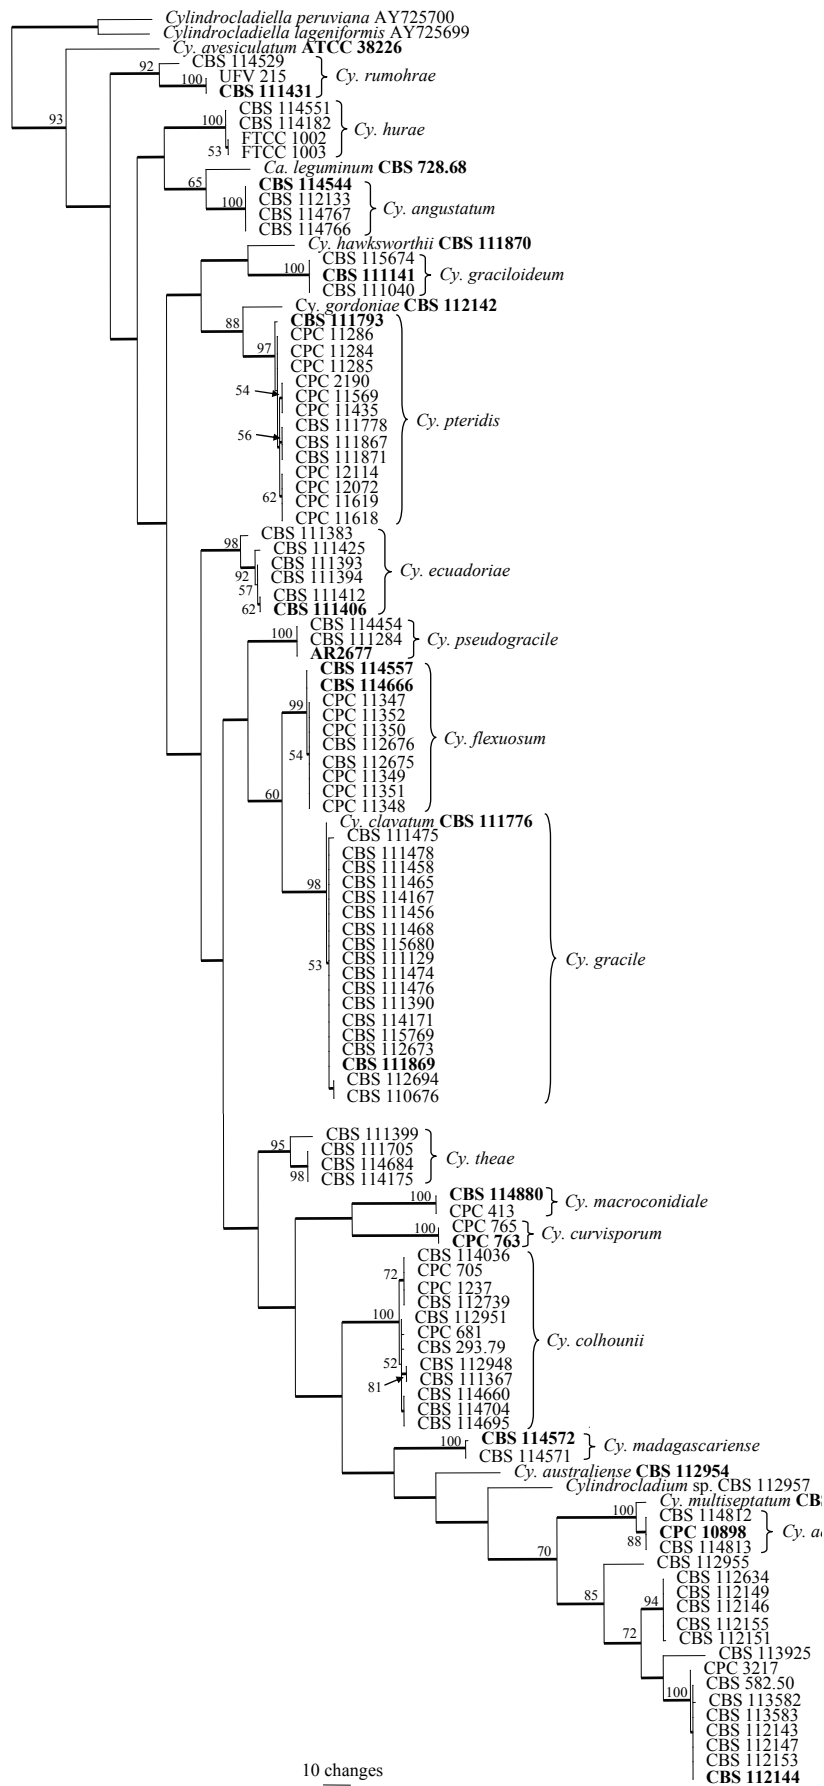 Cylindrocladiella peruviana AY725700
Cylindrocladiella lageniformis AY725699
Cy. avesiculatum ATCC 38226
CBS 114529
92
UFV 215
Cy. rumohrae
100
CBS 111431
CBS 114551
100
CBS 114182
93
Cy. hurae
FTCC 1002
53
FTCC 1003
Ca. leguminum CBS 728.68
65
CBS 114544
CBS 112133
100
Cy. angustatum
CBS 114767
CBS 114766
Cy. hawksworthii CBS 111870
CBS 115674
100
CBS 111141
Cy. graciloideum
CBS 111040
Cy. gordoniae CBS 112142
88
CBS 111793
CPC 11286
97
CPC 11284
CPC 11285
CPC 2190
54
CPC 11569
CPC 11435
Cy. pteridis
CBS 111778
56
CBS 111867
CBS 111871
CPC 12114
CPC 12072
62
CPC 11619
CPC 11618
CBS 111383
98
CBS 111425
CBS 111393
Cy. ecuadoriae
92
CBS 111394
57
CBS 111412
62
CBS 111406
CBS 114454
100
CBS 111284
Cy. pseudogracile
AR2677
CBS 114557
CBS 114666
CPC 11347
99
CPC 11352
CPC 11350
Cy. flexuosum
CBS 112676
54
CBS 112675
CPC 11349
CPC 11351
60
CPC 11348
Cy. clavatum CBS 111776
CBS 111475
CBS 111478
CBS 111458
98
CBS 111465
CBS 114167
CBS 111456
CBS 111468
CBS 115680
CBS 111129
Cy. gracile
53
CBS 111474
CBS 111476
CBS 111390
CBS 114171
CBS 115769
CBS 112673
CBS 111869
CBS 112694
CBS 110676
CBS 111399
95
CBS 111705
Cy. theae
CBS 114684
98
CBS 114175
100
CBS 114880
Cy. macroconidiale
CPC 413
100
CPC 765
Cy. curvisporum
CPC 763
CBS 114036
72
CPC 705
CPC 1237
CBS 112739
100
CBS 112951
CPC 681
Cy. colhounii
CBS 293.79
52
CBS 112948
81
CBS 111367
CBS 114660
CBS 114704
CBS 114695
100
CBS 114572
Cy. madagascariense
CBS 114571
Cy. australiense CBS 112954
Cylindrocladium sp. CBS 112957
Cy. multiseptatum CBS
100
CBS 114812
CPC 10898
88
CBS 114813
70
CBS 112955
CBS 112634
85
CBS 112149
94
CBS 112146
CBS 112155
72
CBS 112151
CBS 113925
CPC 3217
CBS 582.50
100
CBS 113582
CBS 113583
CBS 112143
CBS 112147
CBS 112153
CBS 112144
10 changes